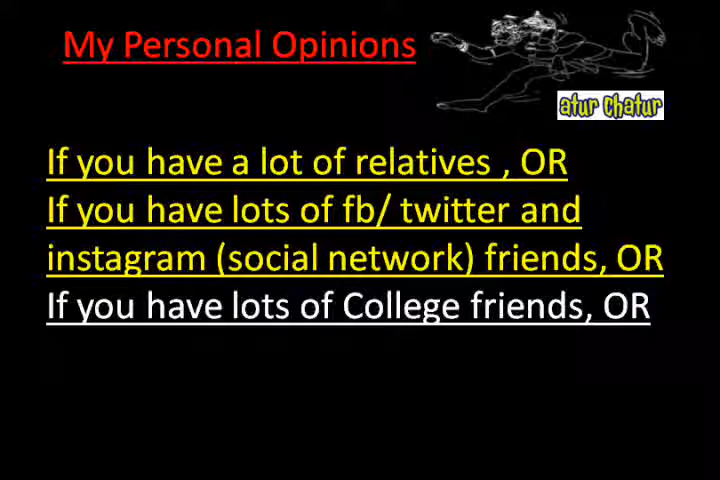 My Personal Opinions
atur chatur
If you have a lot of relatives , OR
If you have lots of fb/ twitter and
instagram (social network) friends, OR
If you have lots of College friends, OR